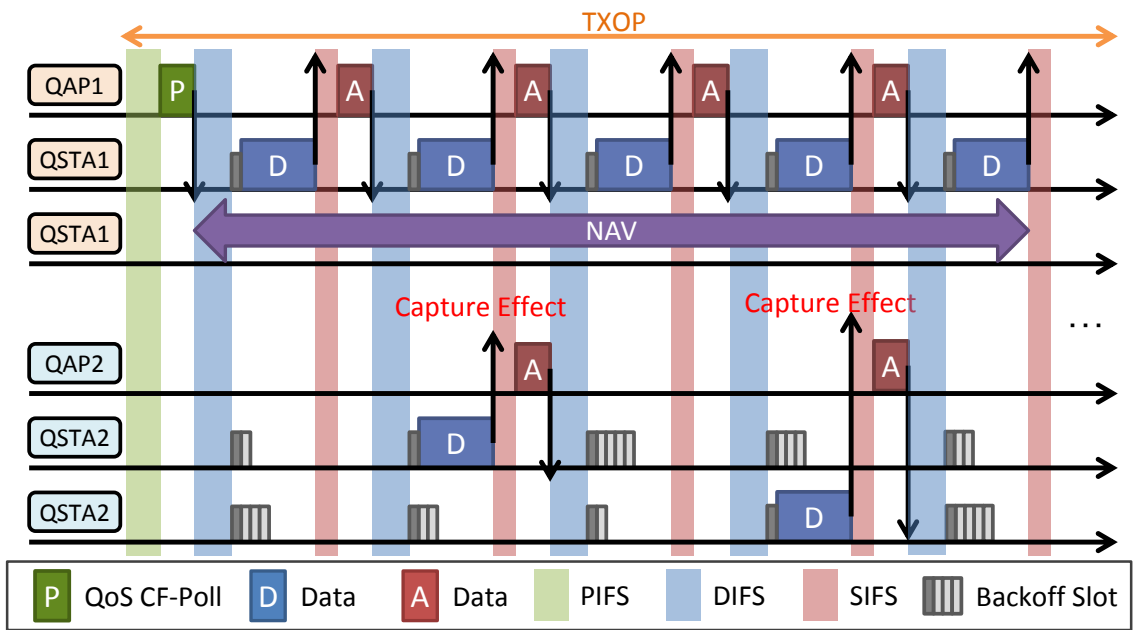 TXOP
QAP1 P A A A A
QSTA1 D D D D D
QSTA1 NAV
Capture Effect Capture Effect
...
QAP2 A A
QSTA2 D
QSTA2 D
P QoS CF-Poll D Data A Data PIFS DIFS SIFS Backoff Slot